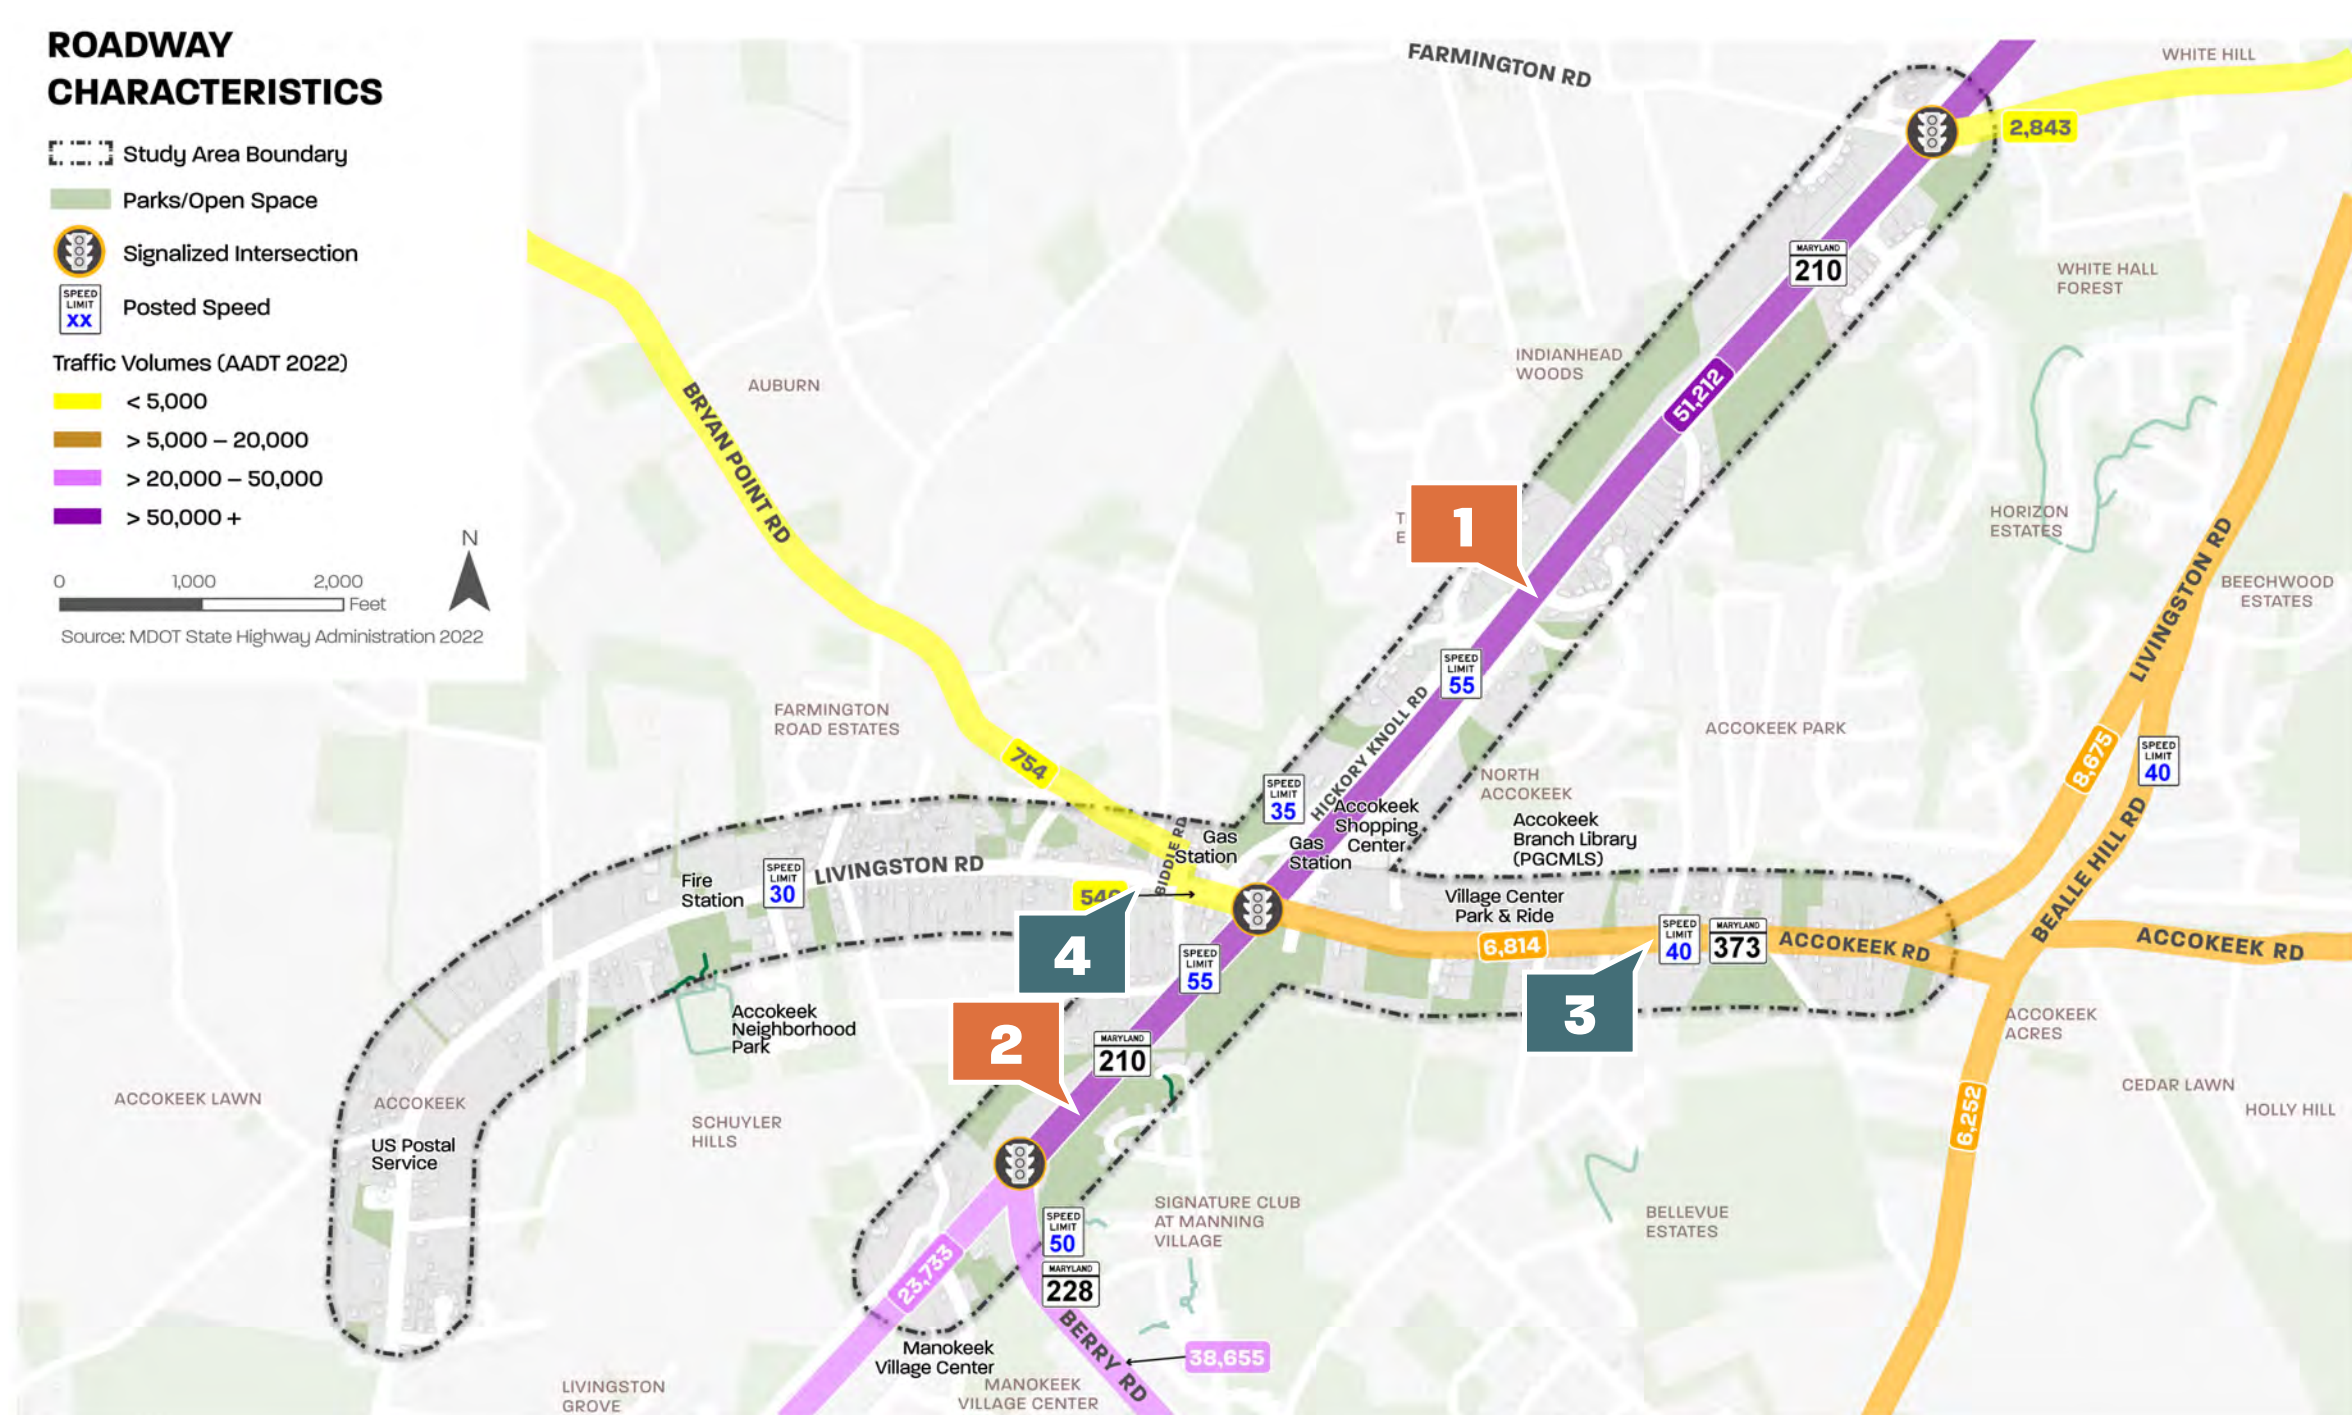 ROADWAY
CHARACTERISTICS
Study Area Boundary
Parks/Open Space
Signalized Intersection
SPEED
LIMIT
XX
Posted Speed
Traffic Volumes (AADT 2022)
< 5,000
> 5,000 – 20,000
> 20,000 – 50,000
> 50,000 +
N
0
1,000
2,000
Feet
Source: MDOT State Highway Administration 2022
FARMINGTON RD
WHITE HILL
2,843
MARYLAND
210
WHITE HALL
FOREST
INDIANHEAD
WOODS
51,212
AUBURN
BRYAN POINT RD
1
HORIZON
ESTATES
LIVINGSTON RD
BEECHWOOD
ESTATES
SPEED
LIMIT
55
HICKORY KNOLL RD
FARMINGTON
ROAD ESTATES
ACCOKEEK PARK
754
8,675
SPEED
LIMIT
40
NORTH
ACCOKEEK
SPEED
LIMIT
35
Accokeek
Shopping
Center
Gas
Station
Gas
Station
BIDDLE RD
Accokeek
Branch Library
(PGCMLS)
BEALLE HILL RD
LIVINGSTON RD
SPEED
LIMIT
30
Fire
Station
Village Center
Park & Ride
6,814
SPEED
LIMIT
40
MARYLAND
373
ACCOKEEK RD
ACCOKEEK RD
4
SPEED
LIMIT
55
3
Accokeek
Neighborhood
Park
2
MARYLAND
210
ACCOKEEK
ACRES
ACCOKEEK LAWN
ACCOKEEK
CEDAR LAWN
HOLLY HILL
6,252
SCHUYLER
HILLS
US Postal
Service
SIGNATURE CLUB
AT MANNING
VILLAGE
BELLEVUE
ESTATES
SPEED
LIMIT
50
23,733
MARYLAND
228
BERRY RD
38,655
Manokeek
Village Center
MANOKEEK
VILLAGE CENTER
LIVINGSTON
GROVE